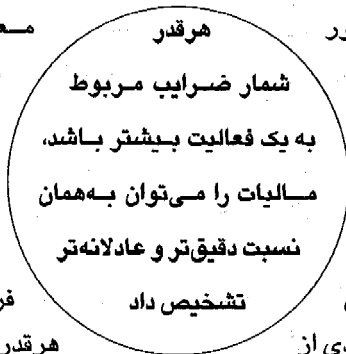 هرقدر
شمار ضرایب مربوط
به یک فعالیت بیشتر باشد،
مالیات را می‌توان به‌همان
نسبت دقیق‌تر و عادلانه‌تر
تشخیص داد
هرقدر